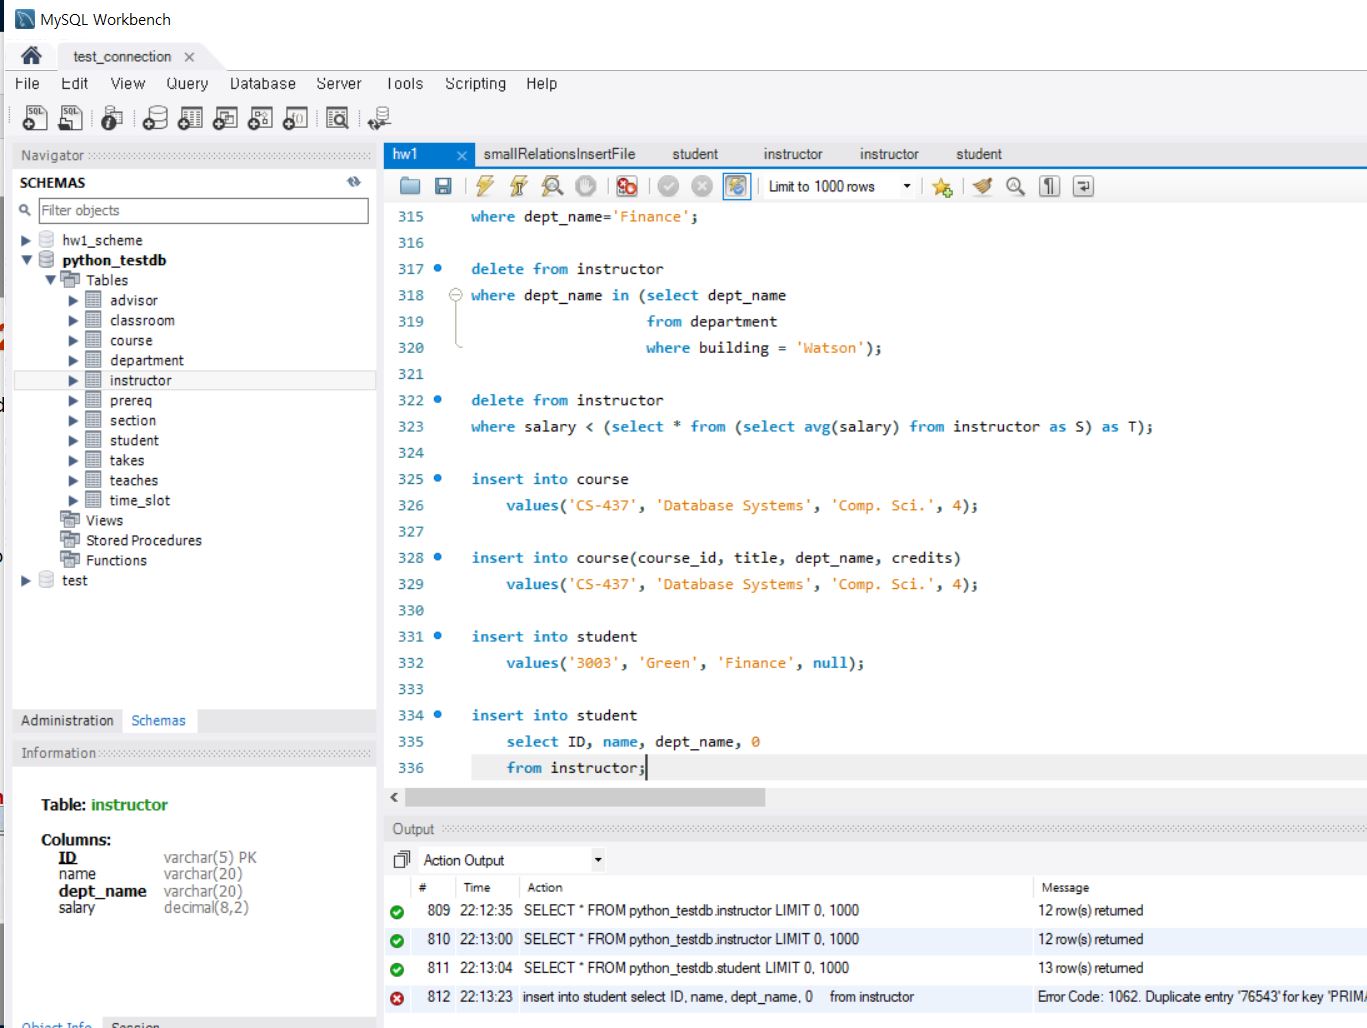 MySQL Workbench
test_connection
File Edit View Query Database Server Tools Scripting Help
Navigator
SCHEMAS
Filter objects
hw1_scheme
python_testdb
Tables
advisor
classroom
course
department
instructor
prereq
section
student
takes
teaches
time_slot
Views
Stored Procedures
Functions
test
Administration Schemas
Information
Table: instructor
Columns:
ID varchar(5) PK
name varchar(20)
dept_name varchar(20)
salary decimal(8,2)
Object Info Session
hw1 smallRelationsInsertFile student instructor instructor student
Limit to 1000 rows
315 where dept_name='Finance';
316
317 delete from instructor
318 where dept_name in (select dept_name
319 from department
320 where building = 'Watson');
321
322 delete from instructor
323 where salary < (select * from (select avg(salary) from instructor as S) as T);
324
325 insert into course
326 values('CS-437', 'Database Systems', 'Comp. Sci.', 4);
327
328 insert into course(course_id, title, dept_name, credits)
329 values('CS-437', 'Database Systems', 'Comp. Sci.', 4);
330
331 insert into student
332 values('3003', 'Green', 'Finance', null);
333
334 insert into student
335 select ID, name, dept_name, 0
336 from instructor;
Output
Action Output
# Time Action Message
809 22:12:35 SELECT * FROM python_testdb.instructor LIMIT 0, 1000 12 row(s) returned
810 22:13:00 SELECT * FROM python_testdb.instructor LIMIT 0, 1000 12 row(s) returned
811 22:13:04 SELECT * FROM python_testdb.student LIMIT 0, 1000 13 row(s) returned
812 22:13:23 insert into student select ID, name, dept_name, 0 from instructor Error Code: 1062. Duplicate entry '76543' for key 'PRIMA